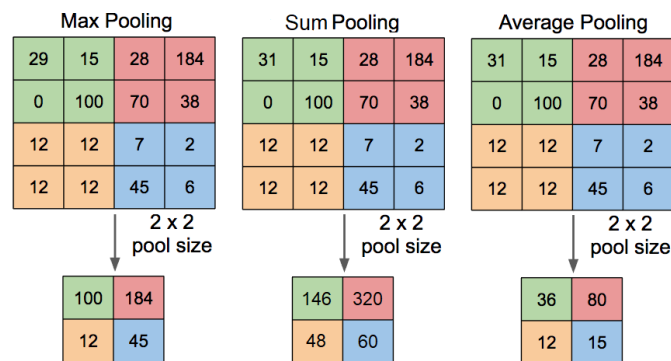 Max Pooling Sum Pooling Average Pooling
29 15 28 184 31 15 28 184 31 15 28 184
0 100 70 38 0 100 70 38 0 100 70 38
12 12 7 2 12 12 7 2 12 12 7 2
12 12 45 6 12 12 45 6 12 12 45 6
2 x 2 2 x 2 2 x 2
pool size pool size pool size
100 184 146 320 36 80
12 45 48 60 12 15